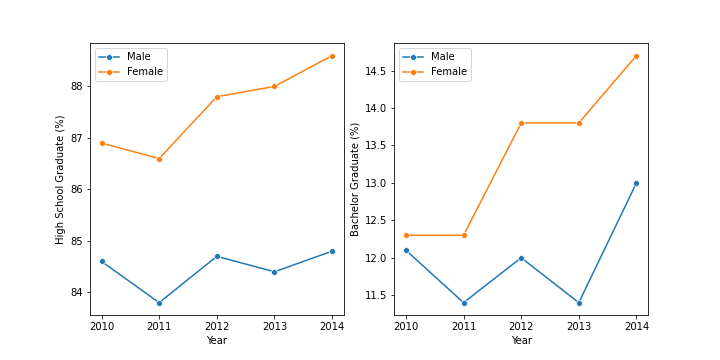 Male
Female
High School Graduate (%)
88
87
86
85
84
2010
2011
2012
2013
2014
Year
Male
Female
Bachelor Graduate (%)
14.5
14.0
13.5
13.0
12.5
12.0
11.5
2010
2011
2012
2013
2014
Year